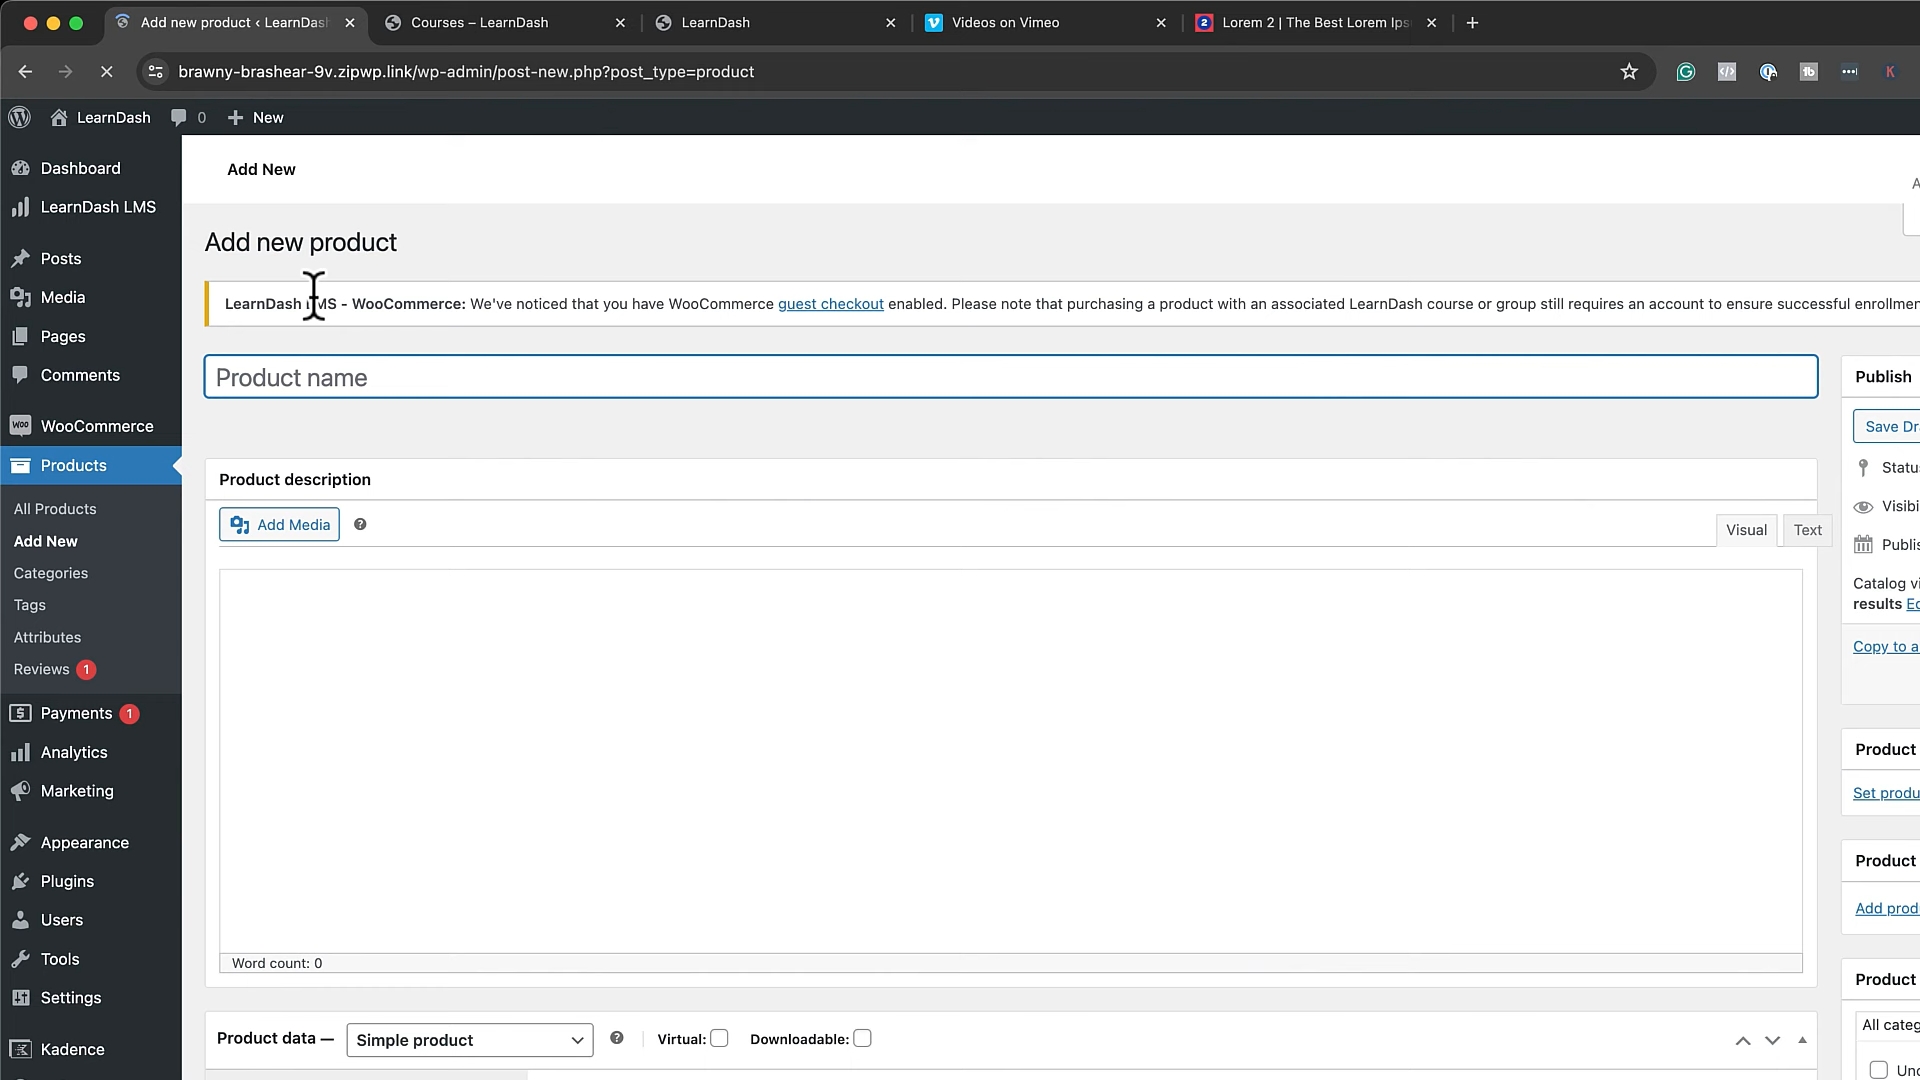 Add new product ‹ LearnDash
Courses – LearnDash
LearnDash
Videos on Vimeo
Lorem 2 | The Best Lorem Ips
brawny-brashear-9v.zipwp.link/wp-admin/post-new.php?post_type=product
LearnDash
0
New
Dashboard
LearnDash LMS
Posts
Media
Pages
Comments
WooCommerce
Products
All Products
Add New
Categories
Tags
Attributes
Reviews 1
Payments 1
Analytics
Marketing
Appearance
Plugins
Users
Tools
Settings
Kadence
Add New
Add new product
LearnDash LMS - WooCommerce: We've noticed that you have WooCommerce guest checkout enabled. Please note that purchasing a product with an associated LearnDash course or group still requires an account to ensure successful enrollmen
Product name
Product description
Add Media
Visual
Text
Word count: 0
Product data —
Simple product
Virtual:
Downloadable:
Publish
Save Dr
Statu
Visibi
Publis
Catalog vi
results Ed
Copy to a
Product
Set produ
Product
Add prod
Product
All categ
Unc